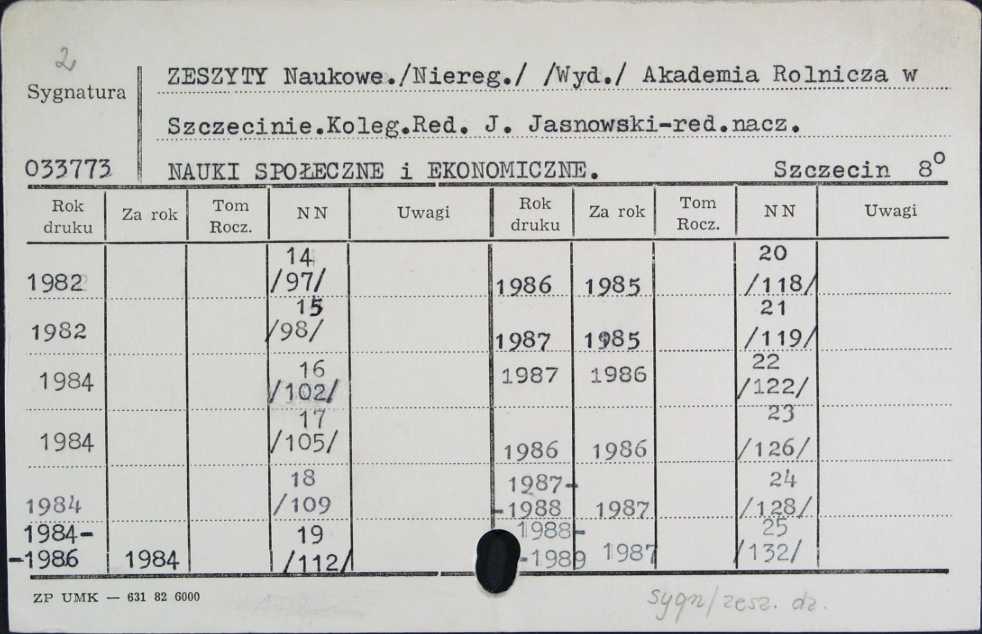 2
Sygnatura
ZESZYTY Naukowe./Niereg./ /Wyd./ Akademia Rolnicza w
Szczecinie.Koleg.Red. J. Jasnowski-red.nacz.
033773 NAUKI SPOŁECZNE i EKONOMICZNE. Szczecin 8°
Rok druku Za rok Tom Rocz. NN Uwagi Rok druku Za rok Tom Rocz. NN Uwagi
1982 14 /97/ 1986 1985 20 /118/
1982 15 /98/ 1987 1985 21 /119/
1984 16 /102/ 1987 1986 22 /122/
1984 17 /105/ 1986 1986 23 /126/
1984 18 /109 1987- -1988 1987 24 /128/
1984- -1986 1984 19 /112/ 1988- -1989 1987 25 /132/
ZP UMK — 631 82 6000
sygn/zesz. dz.